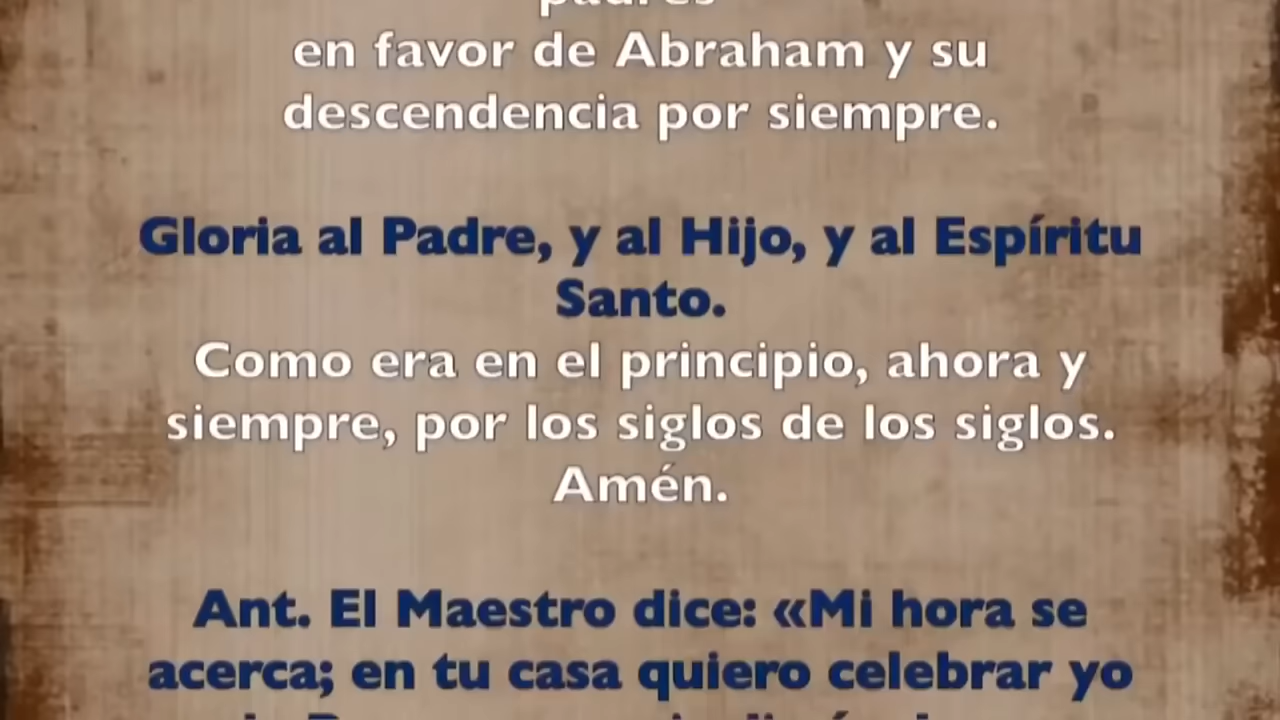 padres
en favor de Abraham y su
descendencia por siempre.
Gloria al Padre, y al Hijo, y al Espíritu
Santo.
Como era en el principio, ahora y
siempre, por los siglos de los siglos.
Amén.
Ant. El Maestro dice: «Mi hora se
acerca; en tu casa quiero celebrar yo